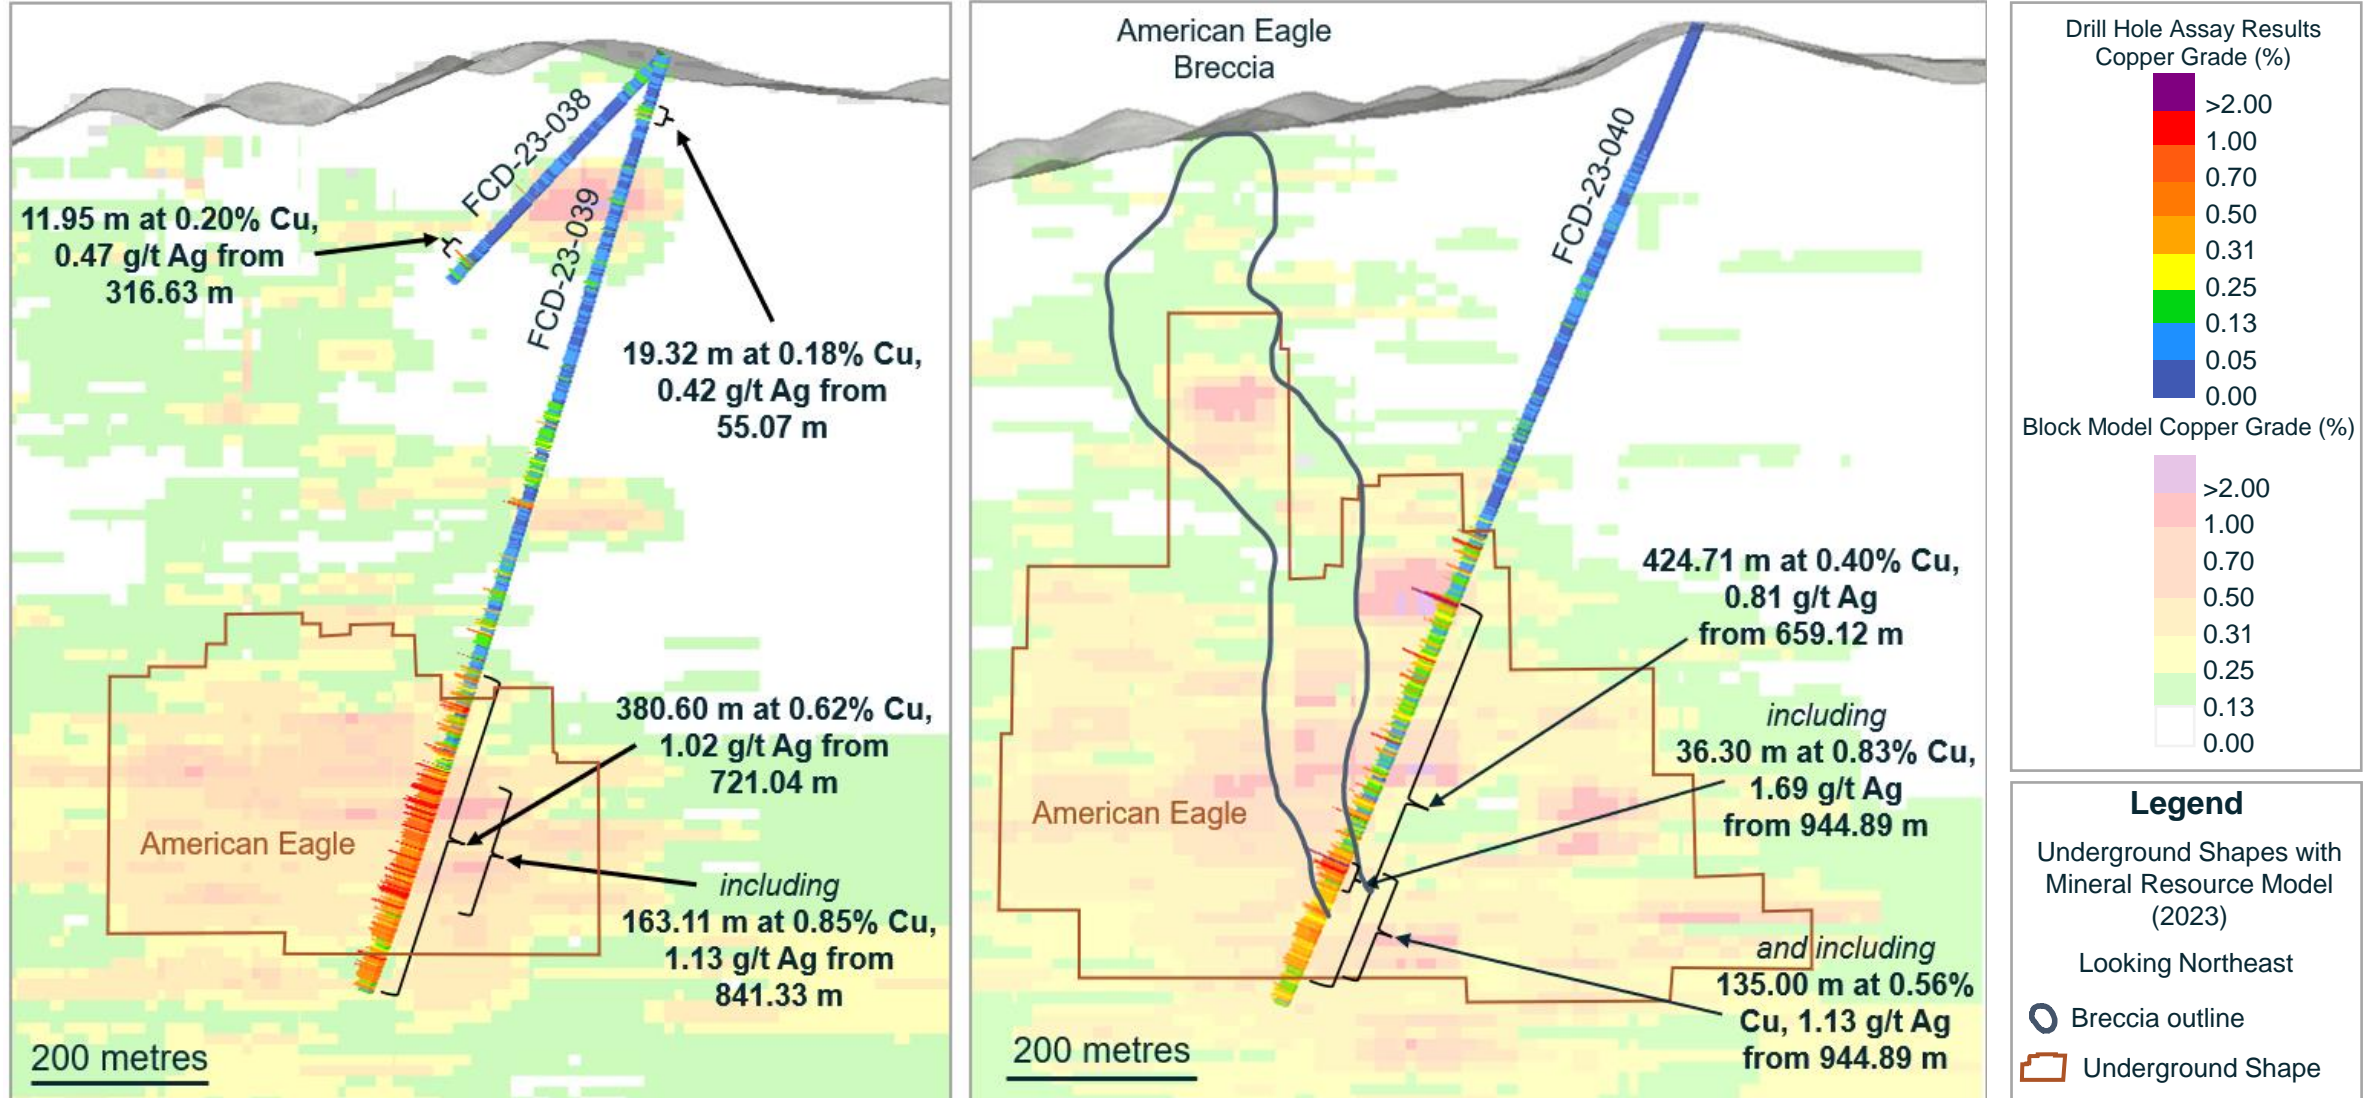 FCD-23-038
FCD-23-039
11.95 m at 0.20% Cu,
0.47 g/t Ag from
316.63 m
19.32 m at 0.18% Cu,
0.42 g/t Ag from
55.07 m
380.60 m at 0.62% Cu,
1.02 g/t Ag from
721.04 m
American Eagle
including
163.11 m at 0.85% Cu,
1.13 g/t Ag from
841.33 m
200 metres
American Eagle
Breccia
FCD-23-040
424.71 m at 0.40% Cu,
0.81 g/t Ag
from 659.12 m
including
36.30 m at 0.83% Cu,
1.69 g/t Ag
from 944.89 m
American Eagle
and including
135.00 m at 0.56%
Cu, 1.13 g/t Ag
from 944.89 m
200 metres
Drill Hole Assay Results
Copper Grade (%)
>2.00
1.00
0.70
0.50
0.31
0.25
0.13
0.05
0.00
Block Model Copper Grade (%)
>2.00
1.00
0.70
0.50
0.31
0.25
0.13
0.00
Legend
Underground Shapes with
Mineral Resource Model
(2023)
Looking Northeast
Breccia outline
Underground Shape